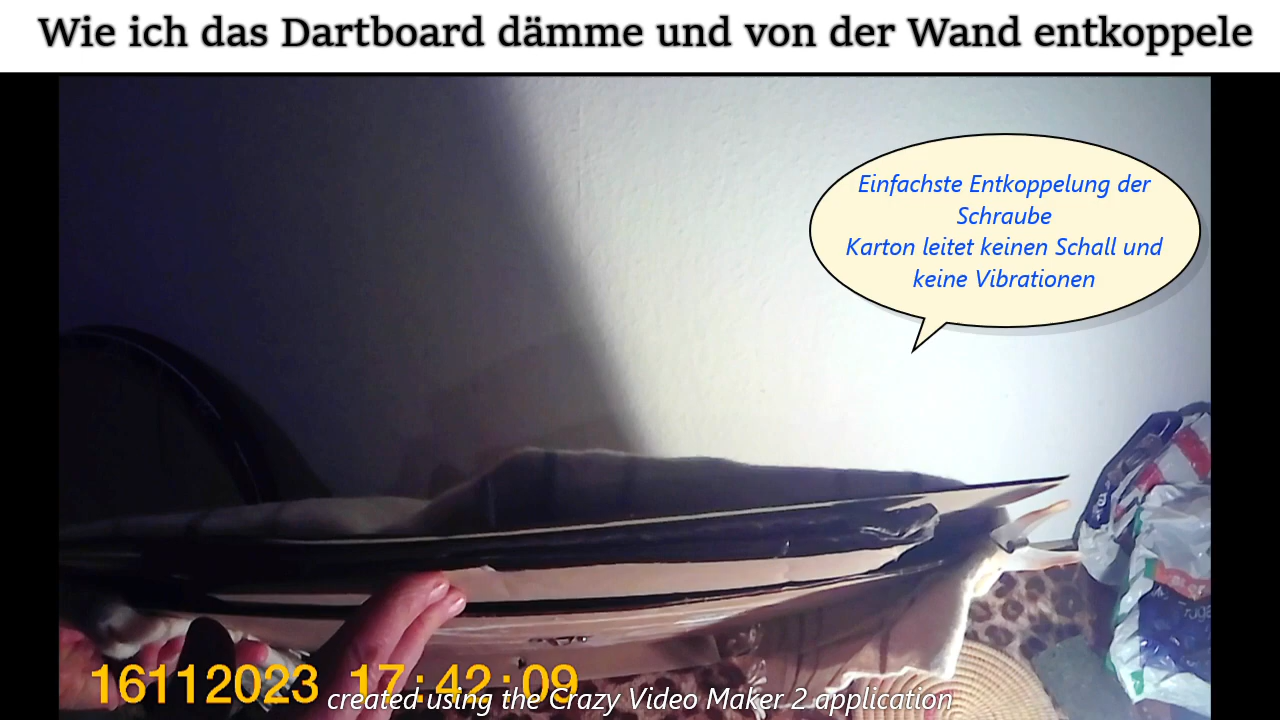 Wie ich das Dartboard dämme und von der Wand entkoppele
Einfachste Entkoppelung der
Schraube
Karton leitet keinen Schall und
keine Vibrationen
16112023 17:42:09
created using the Crazy Video Maker 2 application